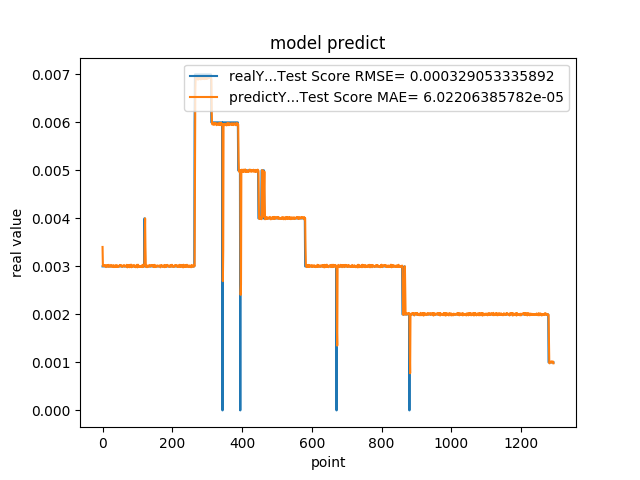 model predict
realY...Test Score RMSE= 0.000329053335892
predictY...Test Score MAE= 6.02206385782e-05
0.007
0.006
0.005
0.004
0.003
0.002
0.001
0.000
real value
0 200 400 600 800 1000 1200
point